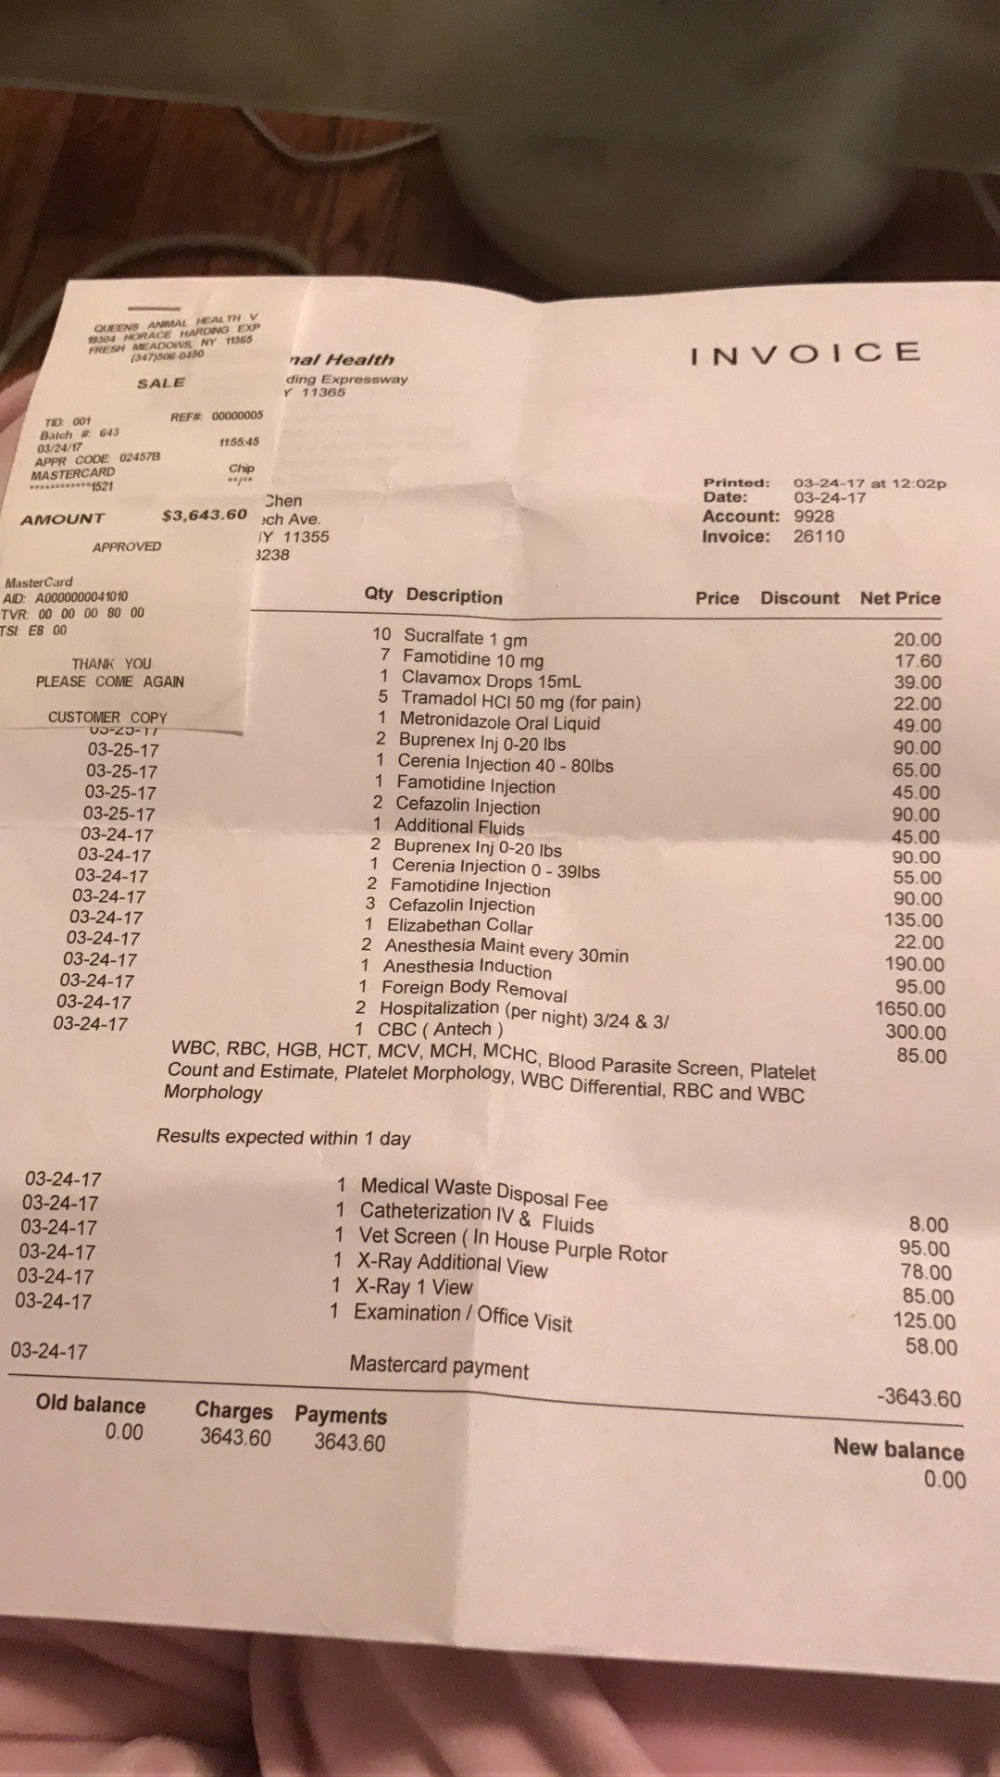 QUEENS ANIMAL HEALTH V
18304 HORACE HARDING EXP
FRESH MEADOWS, NY 11365
(347)506-0450
SALE
TID: 001 REF#: 00000005
Batch #: 643
03/24/17 11:55:45
APPR CODE: 02457B
MASTERCARD Chip
************1521 **/**
AMOUNT $3,643.60
APPROVED
MasterCard
AID: A0000000041010
TVR: 00 00 00 80 00
TSI: E8 00
THANK YOU
PLEASE COME AGAIN
CUSTOMER COPY
nal Health
ding Expressway
Y 11365
INVOICE
Chen
ech Ave.
NY 11355
3238
Printed: 03-24-17 at 12:02p
Date: 03-24-17
Account: 9928
Invoice: 26110
Qty Description Price Discount Net Price
10 Sucralfate 1 gm 20.00
7 Famotidine 10 mg 17.60
1 Clavamox Drops 15mL 39.00
5 Tramadol HCl 50 mg (for pain) 22.00
03-25-17 1 Metronidazole Oral Liquid 49.00
03-25-17 2 Buprenex Inj 0-20 lbs 90.00
03-25-17 1 Cerenia Injection 40 - 80lbs 65.00
03-25-17 1 Famotidine Injection 45.00
03-25-17 2 Cefazolin Injection 90.00
03-24-17 1 Additional Fluids 45.00
03-24-17 2 Buprenex Inj 0-20 lbs 90.00
03-24-17 1 Cerenia Injection 0 - 39lbs 55.00
03-24-17 2 Famotidine Injection 90.00
03-24-17 3 Cefazolin Injection 135.00
03-24-17 1 Elizabethan Collar 22.00
03-24-17 2 Anesthesia Maint every 30min 190.00
03-24-17 1 Anesthesia Induction 95.00
03-24-17 1 Foreign Body Removal 1650.00
03-24-17 2 Hospitalization (per night) 3/24 & 3/ 300.00
1 CBC ( Antech ) 85.00
WBC, RBC, HGB, HCT, MCV, MCH, MCHC, Blood Parasite Screen, Platelet
Count and Estimate, Platelet Morphology, WBC Differential, RBC and WBC
Morphology
Results expected within 1 day
03-24-17 1 Medical Waste Disposal Fee 8.00
03-24-17 1 Catheterization IV & Fluids 95.00
03-24-17 1 Vet Screen ( In House Purple Rotor 78.00
03-24-17 1 X-Ray Additional View 85.00
03-24-17 1 X-Ray 1 View 125.00
03-24-17 1 Examination / Office Visit 58.00
03-24-17 Mastercard payment -3643.60
Old balance Charges Payments New balance
0.00 3643.60 3643.60 0.00